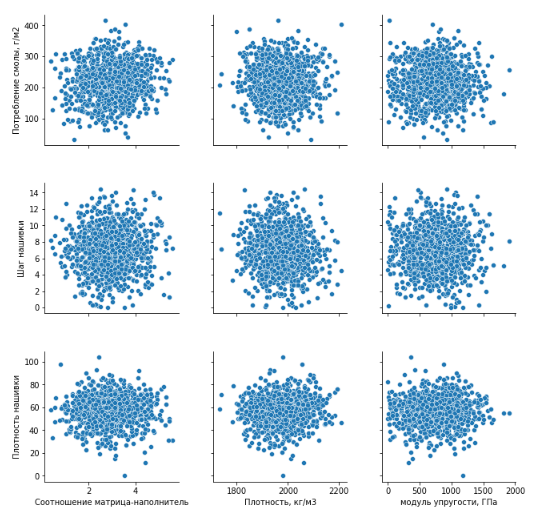 400
300
200
100
Потребление смолы, г/м2
14
12
10
8
6
4
2
0
Шаг нашивки
100
80
60
40
20
0
Плотность нашивки
2 4
Соотношение матрица-наполнитель
1800 2000 2200
Плотность, кг/м3
0 500 1000 1500 2000
модуль упругости, ГПа